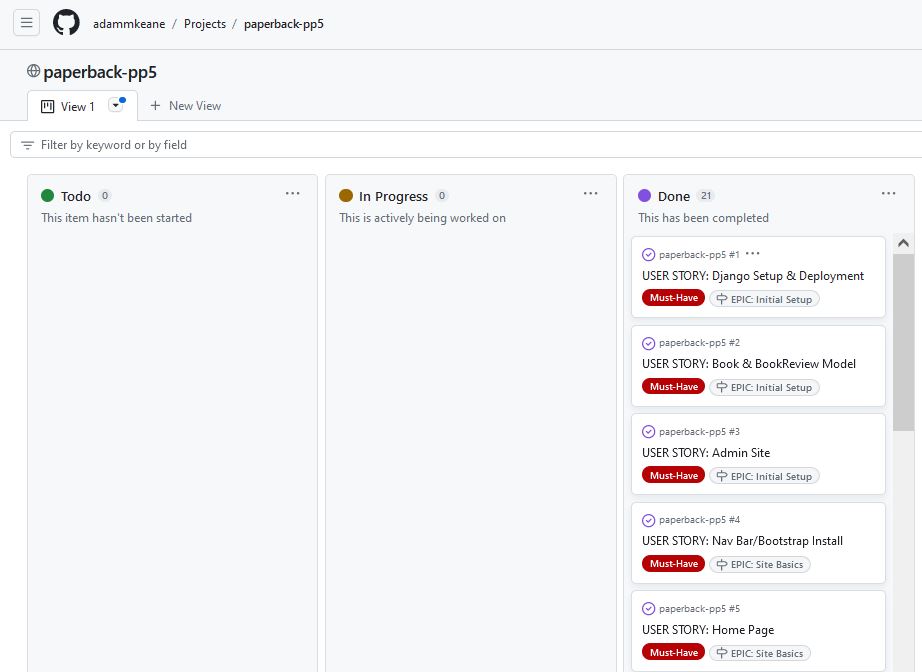 adammkeane / Projects / paperback-pp5
paperback-pp5
View 1
+ New View
Filter by keyword or by field
Todo 0
This item hasn't been started
In Progress 0
This is actively being worked on
Done 21
This has been completed
paperback-pp5 #1
USER STORY: Django Setup & Deployment
Must-Have EPIC: Initial Setup
paperback-pp5 #2
USER STORY: Book & BookReview Model
Must-Have EPIC: Initial Setup
paperback-pp5 #3
USER STORY: Admin Site
Must-Have EPIC: Initial Setup
paperback-pp5 #4
USER STORY: Nav Bar/Bootstrap Install
Must-Have EPIC: Site Basics
paperback-pp5 #5
USER STORY: Home Page
Must-Have EPIC: Site Basics